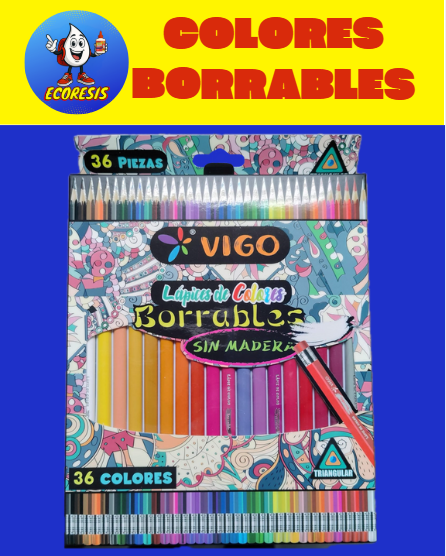 COLORES
BORRABLES
ECORESIS
36 PIEZAS
VIGO
Lápices de Colores
Borrables
SIN MADERA
TRIANGULAR
36 COLORES